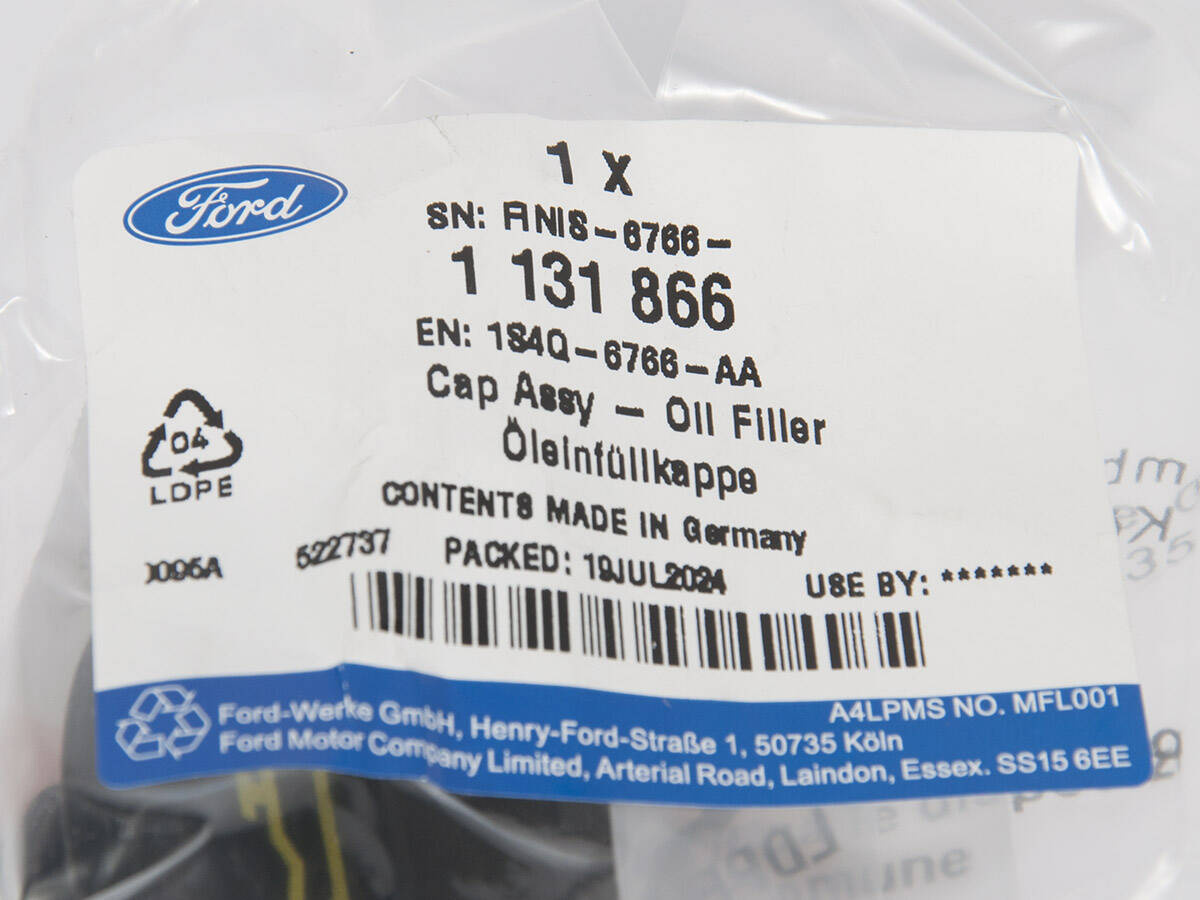 Ford
1 X
SN: FINIS-6766-
1 131 866
EN: 1S4Q-6766-AA
Cap Assy - Oil Filler
Öleinfüllkappe
04
LDPE
CONTENTS MADE IN Germany
522737
PACKED: 19JUL2024
USE BY: *******
A4LPMS NO. MFL001
Ford-Werke GmbH, Henry-Ford-Straße 1, 50735 Köln
Ford Motor Company Limited, Arterial Road, Laindon, Essex. SS15 6EE